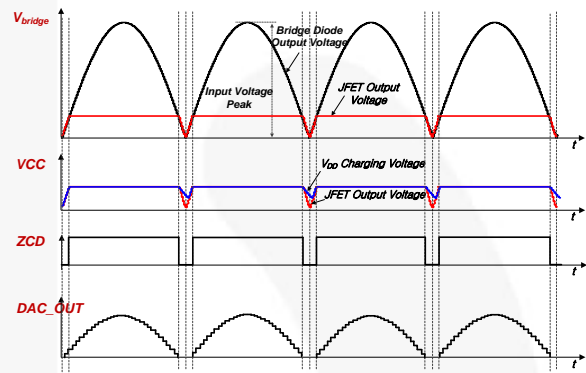 V_bridge
Bridge Diode
Output Voltage
Input Voltage
Peak
JFET Output
Voltage
t
VCC
V_DD Charging Voltage
JFET Output Voltage
t
ZCD
t
DAC_OUT
t